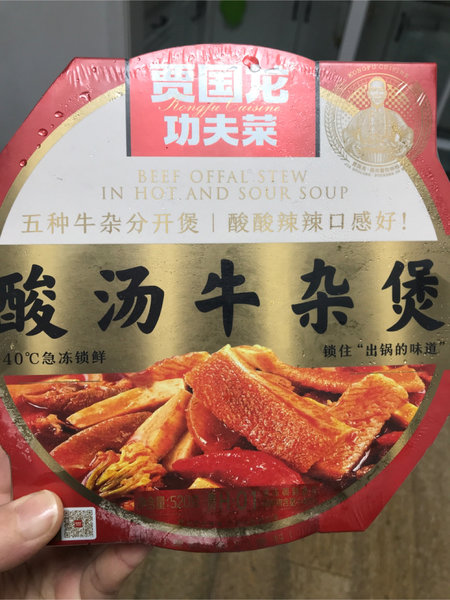 贾国龙
Kongfu Cuisine
功夫菜
KONGFU CUISINE
BEEF OFFAL STEW
IN HOT AND SOUR SOUP
五种牛杂分开煲｜酸酸辣辣口感好！
酸汤牛杂煲
40℃急冻锁鲜
锁住“出锅的味道”